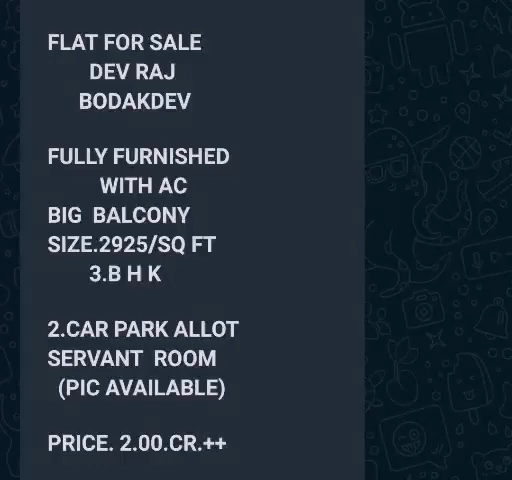 FLAT FOR SALE
DEV RAJ
BODAKDEV
FULLY FURNISHED
WITH AC
BIG BALCONY
SIZE.2925/SQ FT
3.B H K
2.CAR PARK ALLOT
SERVANT ROOM
(PIC AVAILABLE)
PRICE. 2.00.CR.++